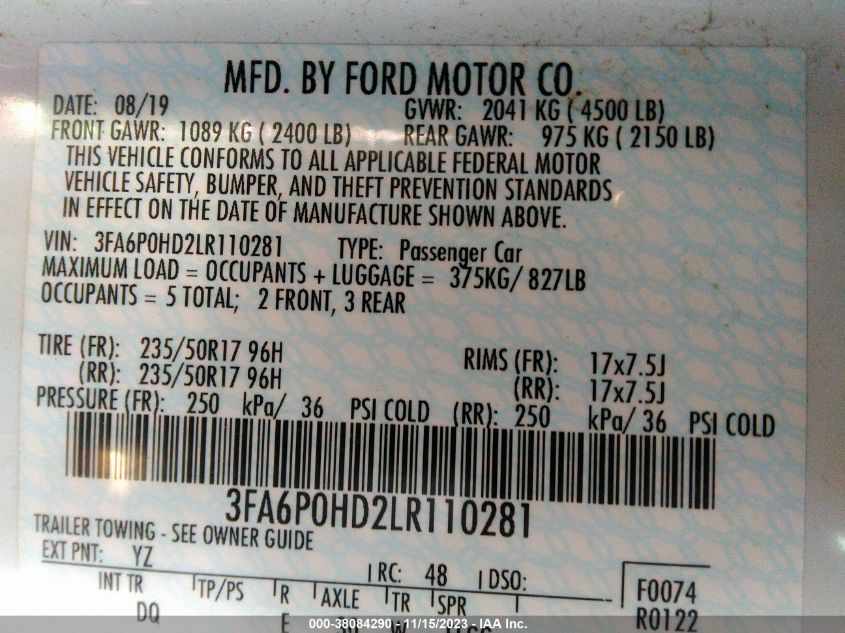 MFD. BY FORD MOTOR CO.
DATE: 08/19 GVWR: 2041 KG ( 4500 LB)
FRONT GAWR: 1089 KG ( 2400 LB) REAR GAWR: 975 KG ( 2150 LB)
THIS VEHICLE CONFORMS TO ALL APPLICABLE FEDERAL MOTOR
VEHICLE SAFETY, BUMPER, AND THEFT PREVENTION STANDARDS
IN EFFECT ON THE DATE OF MANUFACTURE SHOWN ABOVE.
VIN: 3FA6P0HD2LR110281 TYPE: Passenger Car
MAXIMUM LOAD = OCCUPANTS + LUGGAGE = 375KG/ 827LB
OCCUPANTS = 5 TOTAL; 2 FRONT, 3 REAR
TIRE (FR): 235/50R17 96H RIMS (FR): 17x7.5J
(RR): 235/50R17 96H (RR): 17x7.5J
PRESSURE (FR): 250 kPa/ 36 PSI COLD (RR): 250 kPa/ 36 PSI COLD
3FA6P0HD2LR110281
TRAILER TOWING - SEE OWNER GUIDE
EXT PNT: YZ RC: 48 DSO:
INT TR TP/PS R AXLE TR SPR F0074
DQ E W R0122
000-38084290 - 11/15/2023 - IAA Inc.